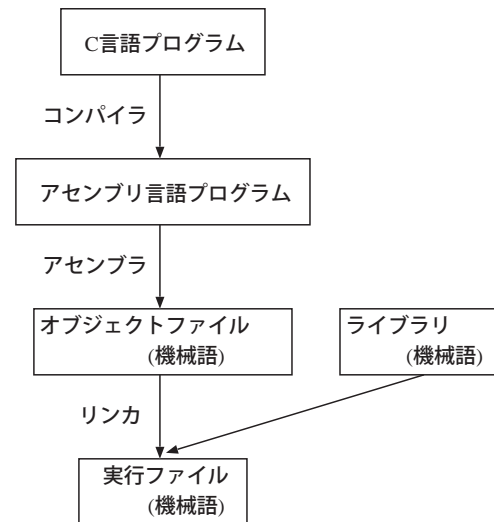 C言語プログラム
コンパイラ
アセンブリ言語プログラム
アセンブラ
オブジェクトファイル
(機械語)
ライブラリ
(機械語)
リンカ
実行ファイル
(機械語)